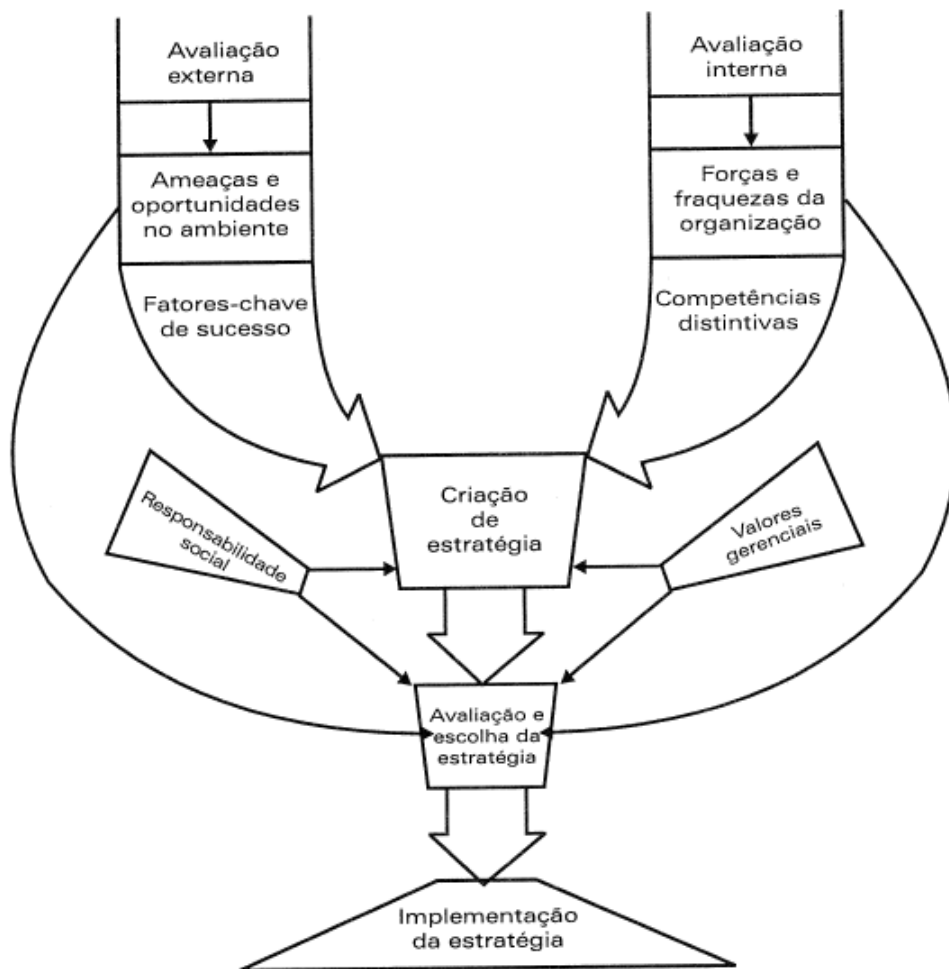 Avaliação
externa
Avaliação
interna
Ameaças e
oportunidades
no ambiente
Forças e
fraquezas da
organização
Fatores-chave
de sucesso
Competências
distintivas
Criação
de
estratégia
Responsabilidade
social
Valores
gerenciais
Avaliação e
escolha da
estratégia
Implementação
da estratégia